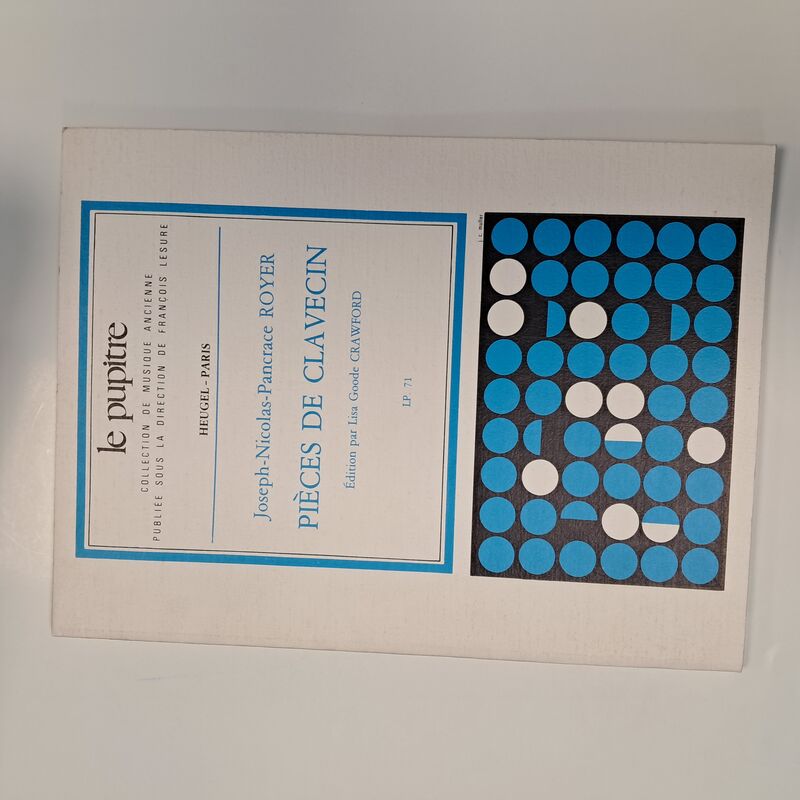 le pupitre
COLLECTION DE MUSIQUE ANCIENNE
PUBLIÉE SOUS LA DIRECTION DE FRANÇOIS LESURE
HEUGEL - PARIS
Joseph-Nicolas-Pancrace ROYER
PIÈCES DE CLAVECIN
Édition par Lisa Goode CRAWFORD
LP. 71
j. c. muller